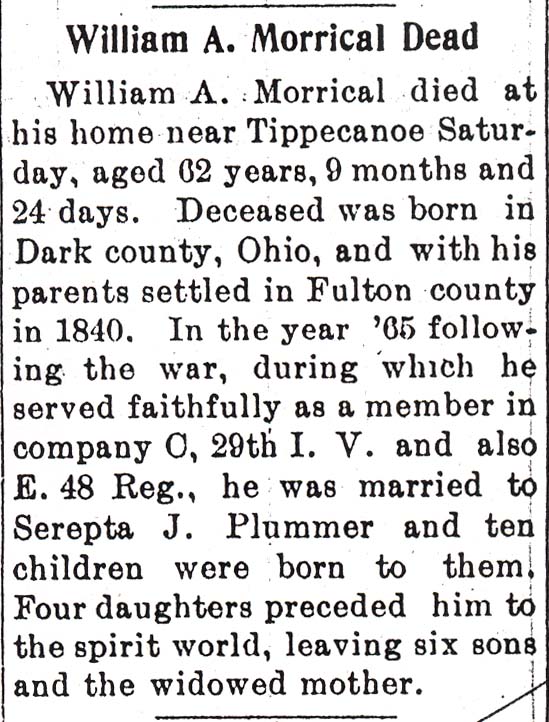 William A. Morrical Dead
William A. Morrical died at
his home near Tippecanoe Satur-
day, aged 62 years, 9 months and
24 days. Deceased was born in
Dark county, Ohio, and with his
parents settled in Fulton county
in 1840. In the year '65 follow-
ing the war, during which he
served faithfully as a member in
company C, 29th I. V. and also
E. 48 Reg., he was married to
Serepta J. Plummer and ten
children were born to them.
Four daughters preceded him to
the spirit world, leaving six sons
and the widowed mother.